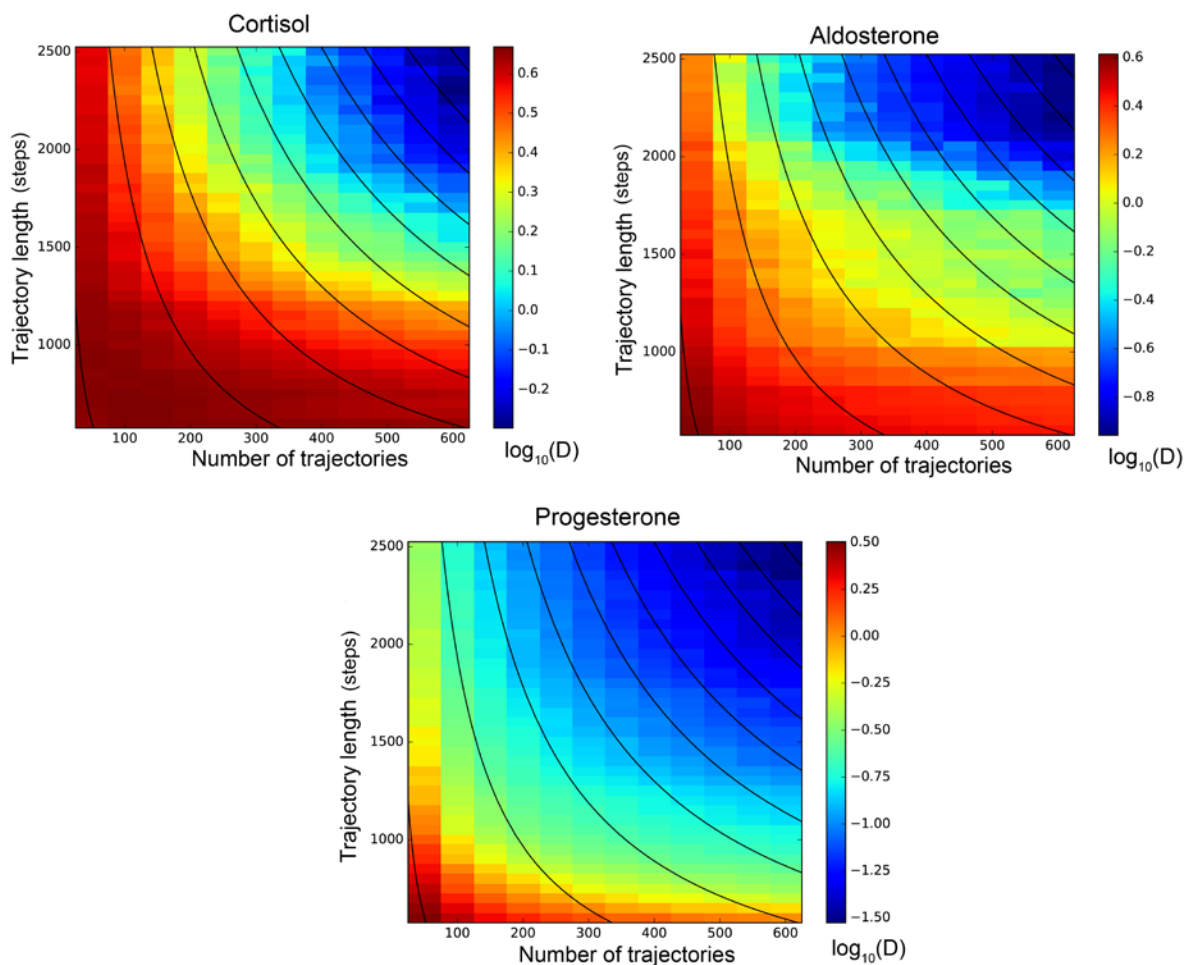 Cortisol
2500
2000
1500
1000
Trajectory length (steps)
100 200 300 400 500 600
Number of trajectories
0.6
0.5
0.4
0.3
0.2
0.1
0.0
−0.1
−0.2
log₁₀(D)
Aldosterone
2500
2000
1500
1000
Trajectory length (steps)
100 200 300 400 500 600
Number of trajectories
0.6
0.4
0.2
0.0
−0.2
−0.4
−0.6
−0.8
log₁₀(D)
Progesterone
2500
2000
1500
1000
Trajectory length (steps)
100 200 300 400 500 600
Number of trajectories
0.50
0.25
0.00
−0.25
−0.50
−0.75
−1.00
−1.25
−1.50
log₁₀(D)